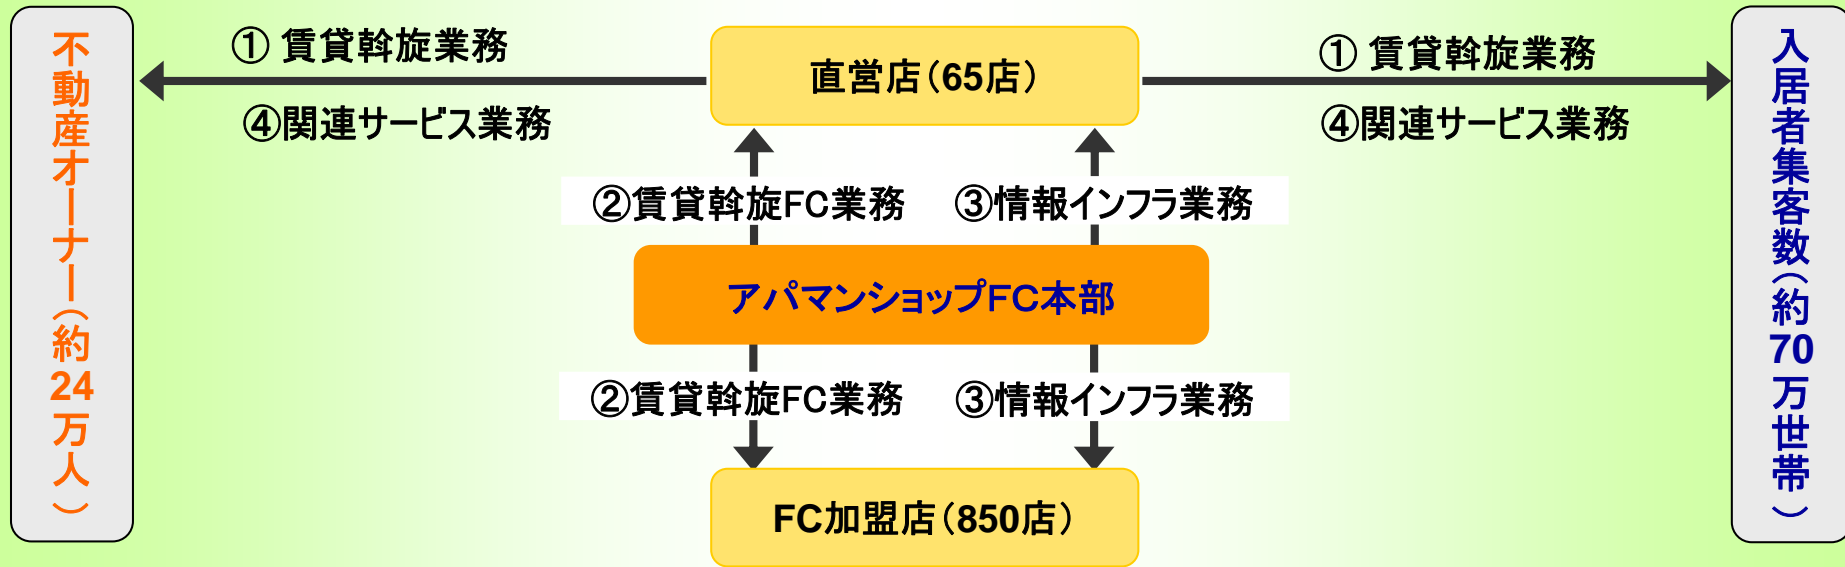 不動産オーナー（約24万人）
① 賃貸斡旋業務
④関連サービス業務
直営店（65店）
① 賃貸斡旋業務
④関連サービス業務
②賃貸斡旋FC業務
③情報インフラ業務
アパマンショップFC本部
②賃貸斡旋FC業務
③情報インフラ業務
FC加盟店（850店）
入居者集客数（約70万世帯）